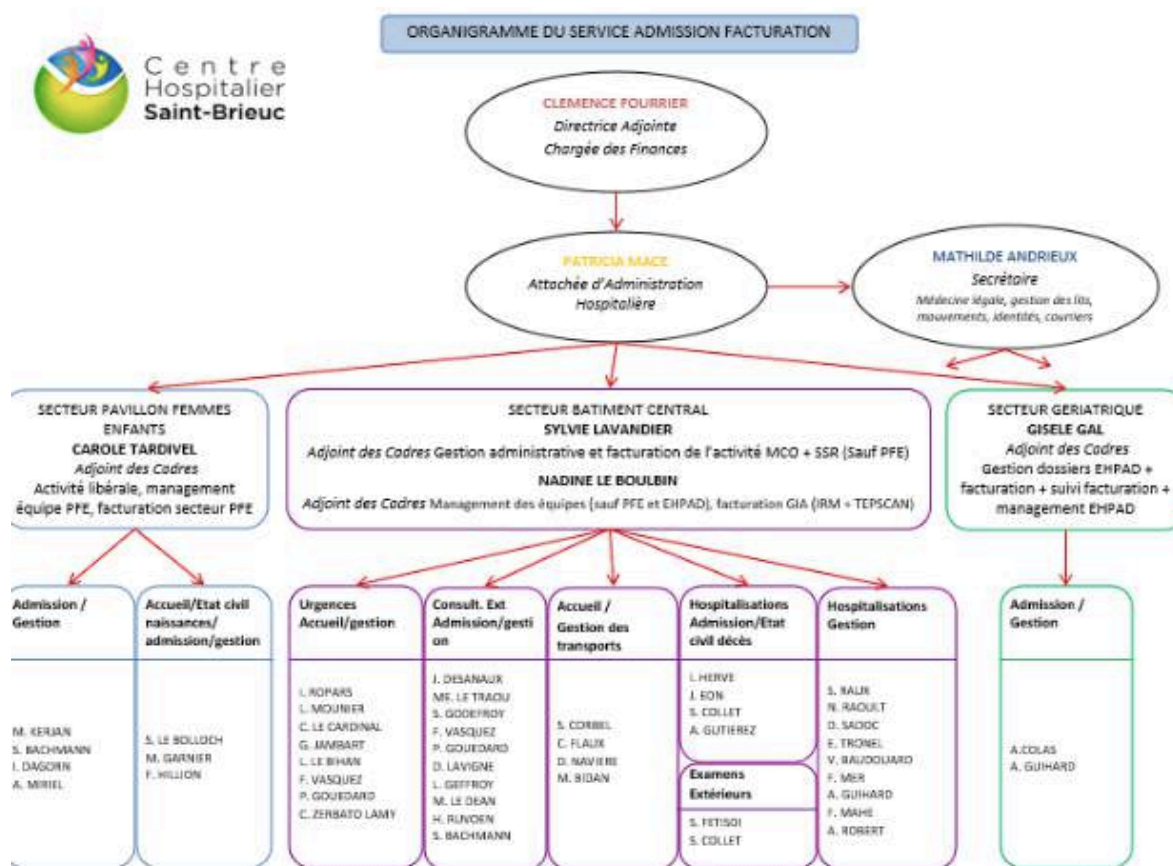 ORGANIGRAMME DU SERVICE ADMISSION FACTURATION
Centre
Hospitalier
Saint-Brieuc
CLEMENCE FOURRIER
Directrice Adjointe
Chargée des Finances
PATRICIA MACE
Attachée d'Administration
Hospitalière
MATHILDE ANDRIEUX
Secrétaire
Médecine légale, gestion des lits,
mouvements, identités, courriers
SECTEUR PAVILLON FEMMES
ENFANTS
CAROLE TARDIVEL
Adjoint des Cadres
Activité libérale, management
équipe PFE, facturation secteur PFE
SECTEUR BATIMENT CENTRAL
SYLVIE LAVANDIER
Adjoint des Cadres Gestion administrative et facturation de l'activité MCO + SSR (Sauf PFE)
NADINE LE BOULBIN
Adjoint des Cadres Management des équipes (sauf PFE et EHPAD), facturation GIA (IRM + TEPSCAN)
SECTEUR GERIATRIQUE
GISELE GAL
Adjoint des Cadres
Gestion dossiers EHPAD +
facturation + suivi facturation +
management EHPAD
Admission /
Gestion
M. KERJAN
S. BACHMANN
J. DAGORN
A. MIRIEL
Accueil/Etat civil
naissances/
admission/gestion
S. LE BOLLOCH
M. GARNIER
F. HILLION
Urgences
Accueil/gestion
L. ROPARS
L. MOUNIER
C. LE CARDINAL
G. JAMBART
L. LE BIHAN
F. VASQUEZ
P. GOUEDARD
C. ZERBATO LAMY
Consult. Ext
Admission/gesti
on
J. DESANAUX
ME. LE TRAOU
S. GODEFROY
F. VASQUEZ
P. GOUEDARD
D. LAVIGNE
L. GEFFROY
M. LE DEAN
H.
S. BACHMANN
Accueil /
Gestion des
transports
S. CORBEL
C. FLAUX
D. NAVIERE
M. BIDAN
Hospitalisations
Admission/Etat
civil décès
L. HERVE
J. EON
S. COLLET
A. GUTIEREZ
Examens
Extérieurs
S. FETISOI
S. COLLET
Hospitalisations
Gestion
S. RAUX
N. RAOULT
D. SADOC
E. TRONEL
V. BAUDOUARD
F. MER
A. GUIHARD
F. MAHE
A. ROBERT
Admission /
Gestion
A.COLAS
A. GUIHARD